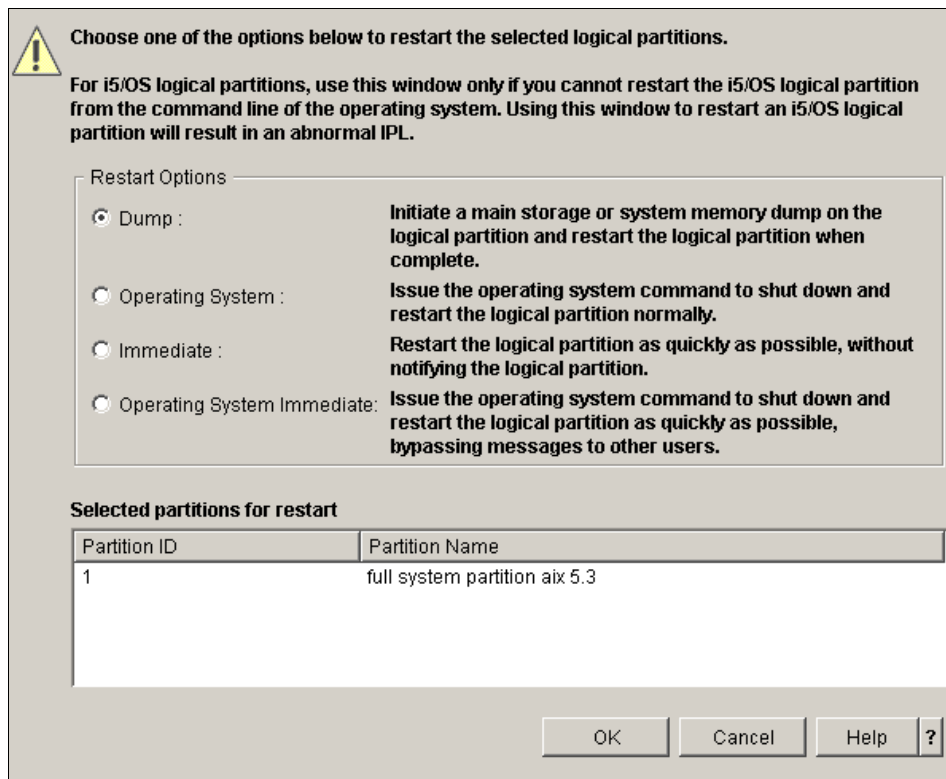 Choose one of the options below to restart the selected logical partitions.
For i5/OS logical partitions, use this window only if you cannot restart the i5/OS logical partition
from the command line of the operating system. Using this window to restart an i5/OS logical
partition will result in an abnormal IPL.
Restart Options
Dump :
Initiate a main storage or system memory dump on the
logical partition and restart the logical partition when
complete.
Operating System :
Issue the operating system command to shut down and
restart the logical partition normally.
Immediate :
Restart the logical partition as quickly as possible, without
notifying the logical partition.
Operating System Immediate:
Issue the operating system command to shut down and
restart the logical partition as quickly as possible,
bypassing messages to other users.
Selected partitions for restart
Partition ID Partition Name
1 full system partition aix 5.3
OK Cancel Help ?